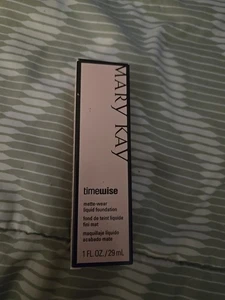 MARY KAY
timewise
matte-wear
liquid foundation
fond de teint liquide
fini mat
maquillaje líquido
acabado mate
1 FL. OZ./29 mL